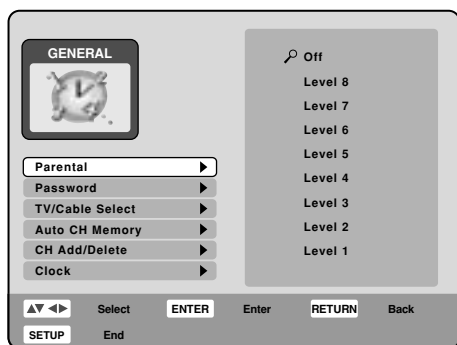 GENERAL
Parental
Password
TV/Cable Select
Auto CH Memory
CH Add/Delete
Clock
Off
Level 8
Level 7
Level 6
Level 5
Level 4
Level 3
Level 2
Level 1
Select ENTER Enter RETURN Back
SETUP End